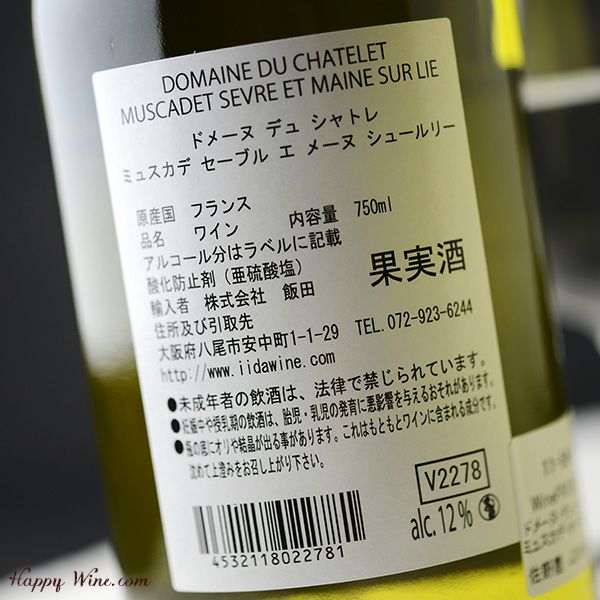 DOMAINE DU CHATELET
MUSCADET SEVRE ET MAINE SUR LIE
ドメーヌ デュ シャトレ
ミュスカデ セーブル エ メーヌ シュールリー
原産国 フランス
品名 ワイン 内容量 750ml
アルコール分はラベルに記載
酸化防止剤（亜硫酸塩）
果実酒
輸入者 株式会社 飯田
住所及び引取先
大阪府八尾市安中町1-1-29 TEL.072-923-6244
http://www.iidawine.com
●未成年者の飲酒は、法律で禁じられています。
●妊娠中や授乳期の飲酒は、胎児・乳児の発育に悪影響を与えるおそれがあります。
●瓶の底にオリや結晶が出る事があります。これはもともとワインに含まれる成分です。
沈めて上澄みをお召し上がり下さい。
V2278
alc.12%
4532118022781
Happy Wine.com